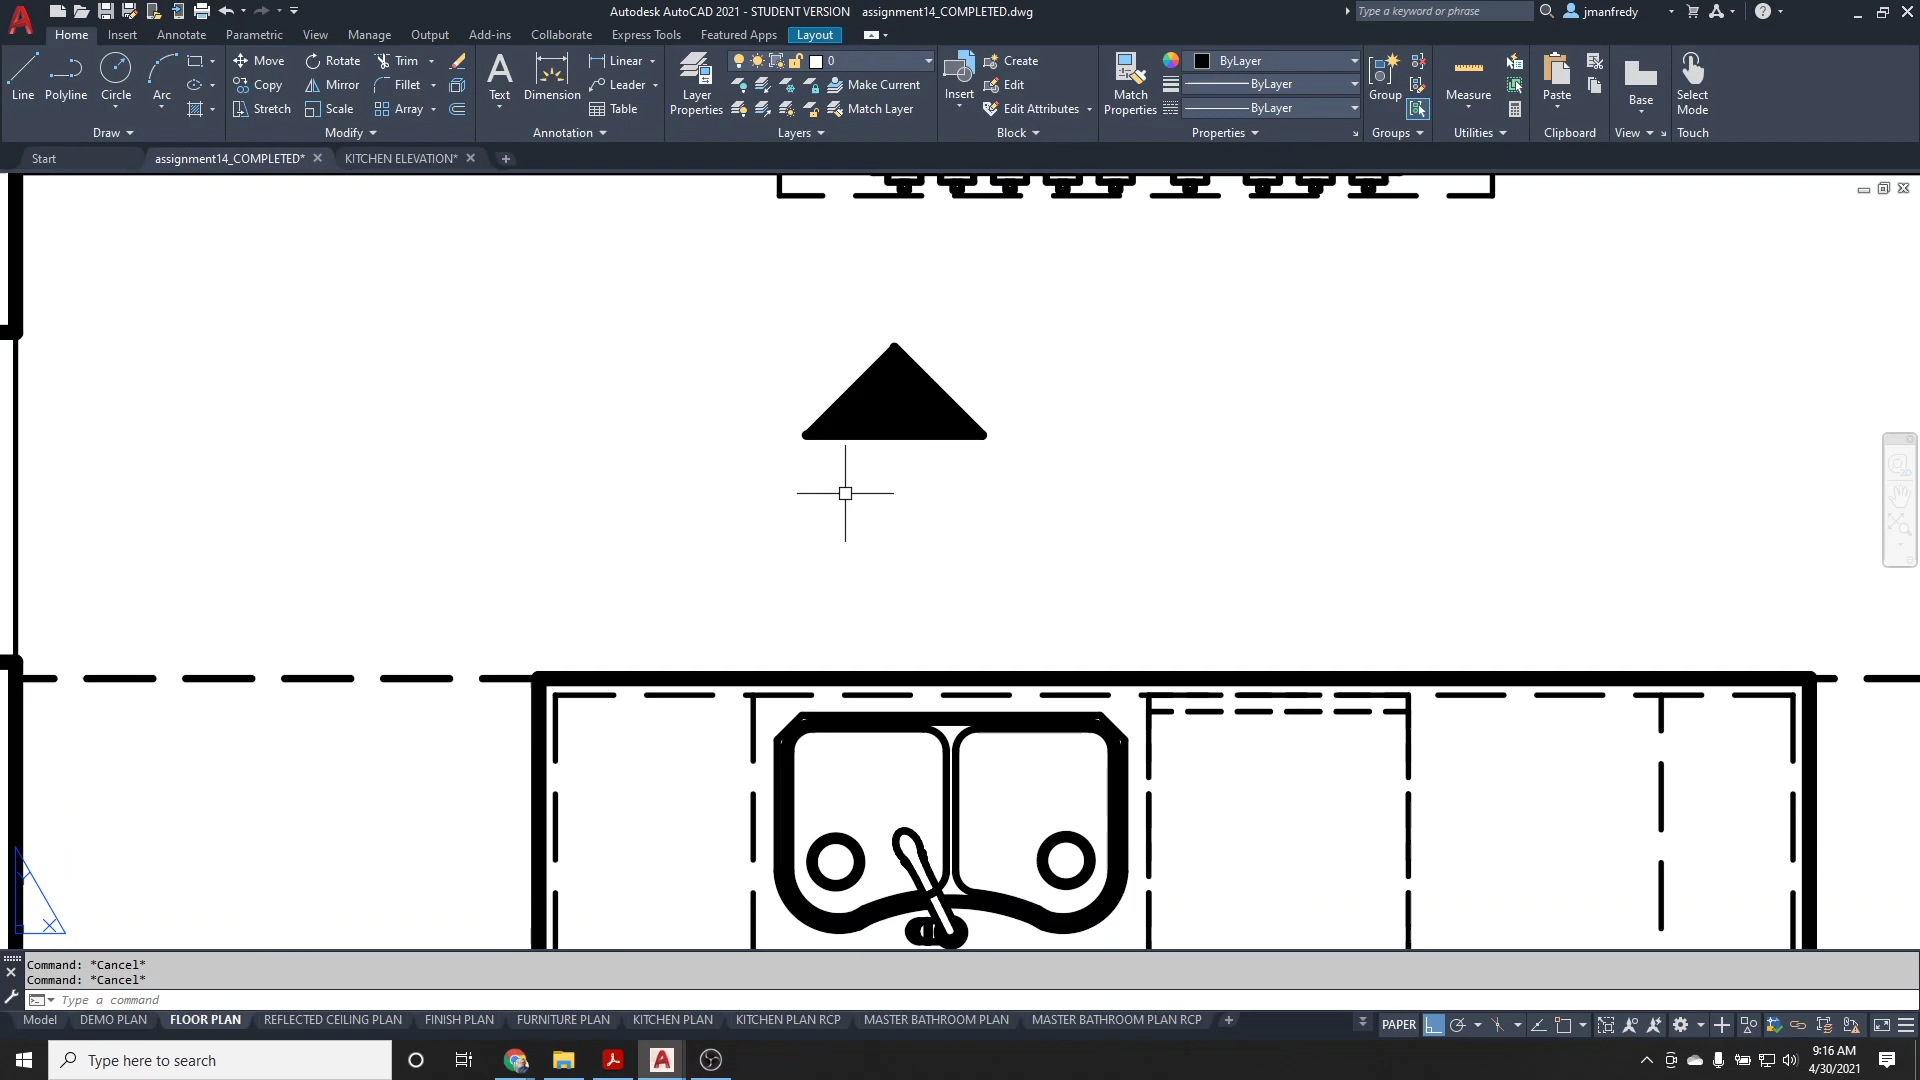 Autodesk AutoCAD 2021 - STUDENT VERSION assignment14_COMPLETED.dwg
Type a keyword or phrase
jmanfredy
Home Insert Annotate Parametric View Manage Output Add-ins Collaborate Express Tools Featured Apps Layout
Line
Polyline
Circle
Arc
Draw
Move Rotate Trim
Copy Mirror Fillet
Stretch Scale Array
Modify
Text
Dimension
Linear
Leader
Table
Annotation
Layer
Properties
0
Make Current
Match Layer
Layers
Insert
Create
Edit
Edit Attributes
Block
Match
Properties
ByLayer
ByLayer
ByLayer
Properties
Group
Groups
Measure
Utilities
Paste
Clipboard
Base
View
Select
Mode
Touch
Start assignment14_COMPLETED* KITCHEN ELEVATION*
Y
X
Command: *Cancel*
Command: *Cancel*
Type a command
Model DEMO PLAN FLOOR PLAN REFLECTED CEILING PLAN FINISH PLAN FURNITURE PLAN KITCHEN PLAN KITCHEN PLAN RCP MASTER BATHROOM PLAN MASTER BATHROOM PLAN RCP
PAPER
Type here to search
9:16 AM
4/30/2021